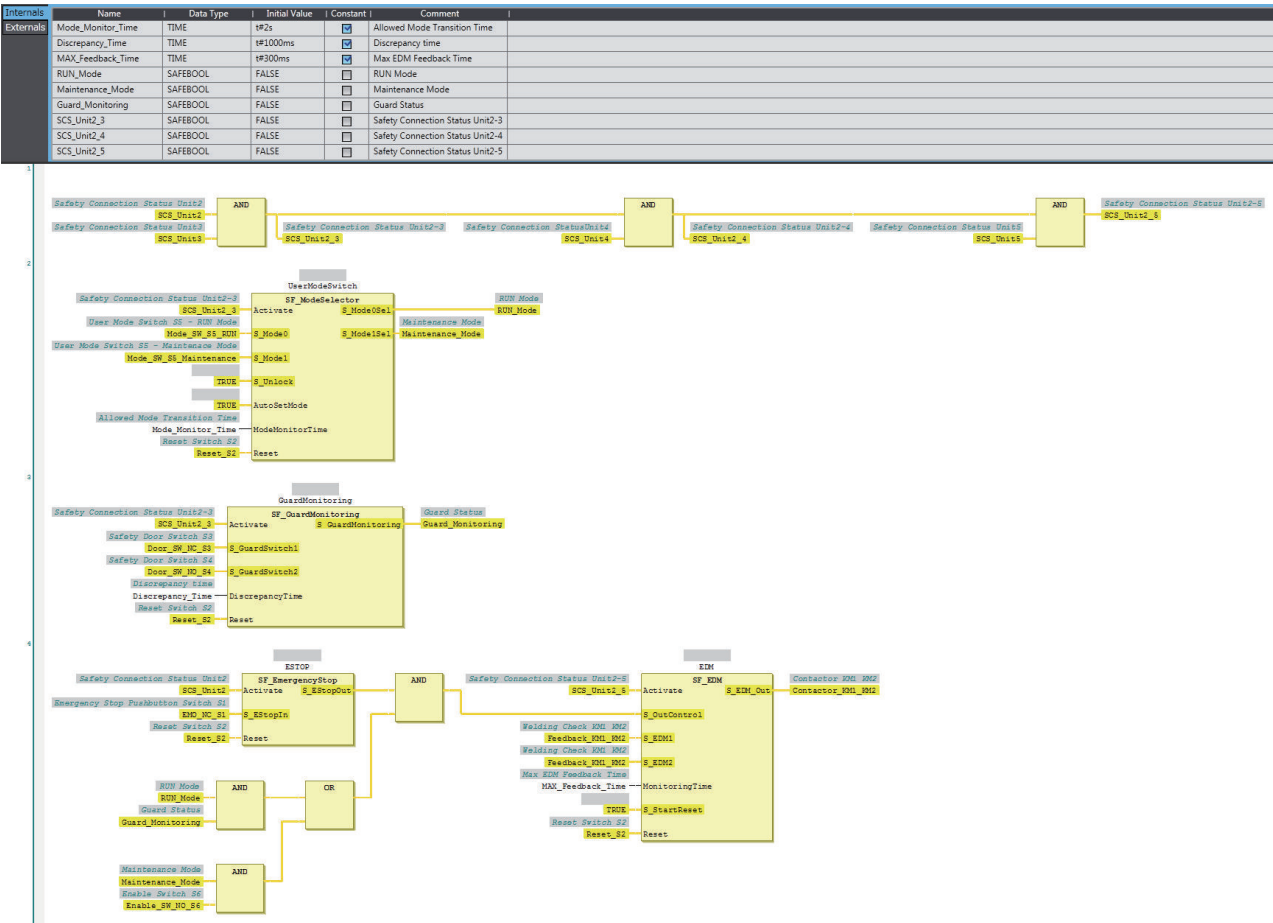 Internals
Externals
Name | Data Type | Initial Value | Constant | Comment |
Mode_Monitor_Time TIME t#2s Allowed Mode Transition Time
Discrepancy_Time TIME t#1000ms Discrepancy time
MAX_Feedback_Time TIME t#300ms Max EDM Feedback Time
RUN_Mode SAFEBOOL FALSE RUN Mode
Maintenance_Mode SAFEBOOL FALSE Maintenance Mode
Guard_Monitoring SAFEBOOL FALSE Guard Status
SCS_Unit2_3 SAFEBOOL FALSE Safety Connection Status Unit2-3
SCS_Unit2_4 SAFEBOOL FALSE Safety Connection Status Unit2-4
SCS_Unit2_5 SAFEBOOL FALSE Safety Connection Status Unit2-5
1
Safety Connection Status Unit2 AND AND AND Safety Connection Status Unit2-5
SCS_Unit2 SCS_Unit2_5
Safety Connection Status Unit3 Safety Connection Status Unit2-3 Safety Connection StatusUnit4 Safety Connection Status Unit2-4 Safety Connection Status Unit5
SCS_Unit3 SCS_Unit2_3 SCS_Unit4 SCS_Unit2_4 SCS_Unit5
2
UserModeSwitch
Safety Connection Status Unit2-3 SF_ModeSelector RUN Mode
SCS_Unit2_3 Activate S_Mode0Sel RUN_Mode
User Mode Switch S5 - RUN Mode Maintenance Mode
Mode_SW_S5_RUN S_Mode0 S_Mode1Sel Maintenance_Mode
User Mode Switch S5 - Maintenace Mode
Mode_SW_S5_Maintenance S_Mode1
TRUE S_Unlock
TRUE AutoSetMode
Allowed Mode Transition Time
Mode_Monitor_Time ModeMonitorTime
Reset Switch S2
Reset_S2 Reset
3
GuardMonitoring
Safety Connection Status Unit2-3 SF_GuardMonitoring Guard Status
SCS_Unit2_3 Activate S_GuardMonitoring Guard_Monitoring
Safety Door Switch S3
Door_SW_NC_S3 S_GuardSwitch1
Safety Door Switch S4
Door_SW_NO_S4 S_GuardSwitch2
Discrepancy time
Discrepancy_Time DiscrepancyTime
Reset Switch S2
Reset_S2 Reset
4
ESTOP EDM
Safety Connection Status Unit2 SF_EmergencyStop AND Safety Connection Status Unit2-5 SF_EDM Contactor KM1 KM2
SCS_Unit2 Activate S_EStopOut SCS_Unit2_5 Activate S_EDM_Out Contactor_KM1_KM2
Emergency Stop Pushbutton Switch S1
EMO_NC_S1 S_EStopIn S_OutControl
Reset Switch S2 Welding Check KM1 KM2
Reset_S2 Reset Feedback_KM1_KM2 S_EDM1
Welding Check KM1 KM2
Feedback_KM1_KM2 S_EDM2
Max EDM Feedback Time
RUN Mode AND OR MAX_Feedback_Time MonitoringTime
RUN_Mode
Guard Status TRUE S_StartReset
Guard_Monitoring Reset Switch S2
Reset_S2 Reset
Maintenance Mode AND
Maintenance_Mode
Enable Switch S6
Enable_SW_NO_S6